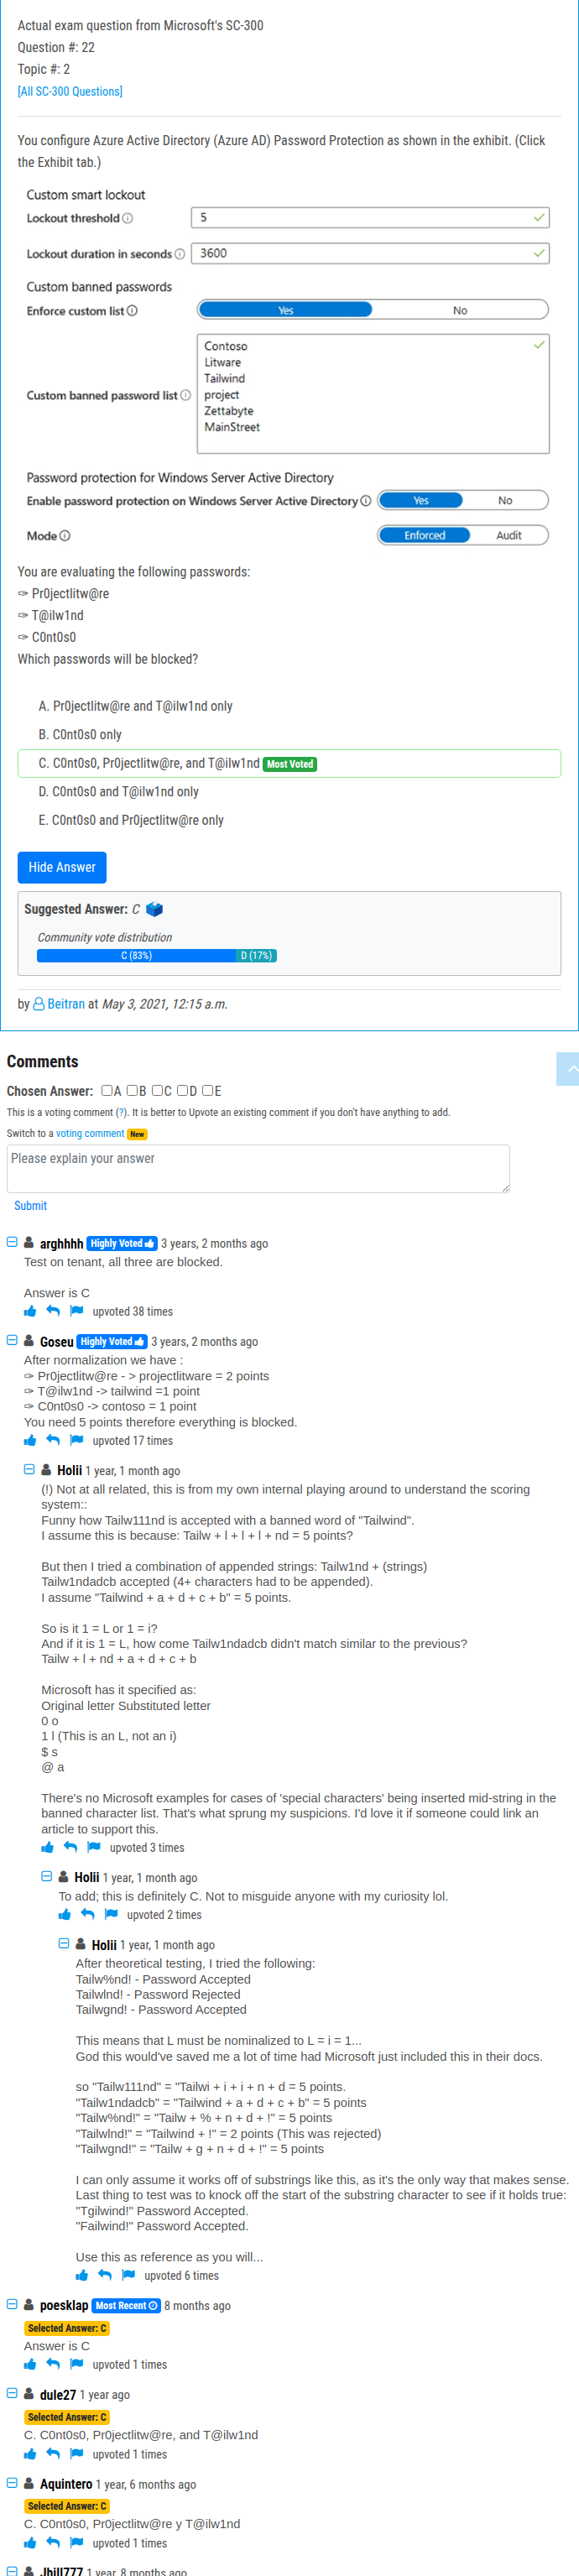 Actual exam question from Microsoft's SC-300
Question #: 22
Topic #: 2
[All SC-300 Questions]
You configure Azure Active Directory (Azure AD) Password Protection as shown in the exhibit. (Click
the Exhibit tab.)
Custom smart lockout
Lockout threshold 5
Lockout duration in seconds 3600
Custom banned passwords
Enforce custom list Yes No
Custom banned password list
Contoso
Litware
Tailwind
project
Zettabyte
MainStreet
Password protection for Windows Server Active Directory
Enable password protection on Windows Server Active Directory Yes No
Mode Enforced Audit
You are evaluating the following passwords:
✑ Pr0jectlitw@re
✑ T@ilw1nd
✑ C0nt0s0
Which passwords will be blocked?
A. Pr0jectlitw@re and T@ilw1nd only
B. C0nt0s0 only
C. C0nt0s0, Pr0jectlitw@re, and T@ilw1nd Most Voted
D. C0nt0s0 and T@ilw1nd only
E. C0nt0s0 and Pr0jectlitw@re only
Hide Answer
Suggested Answer: C
Community vote distribution
C (83%) D (17%)
by Beitran at May 3, 2021, 12:15 a.m.
Comments
Chosen Answer: A B C D E
This is a voting comment (?). It is better to Upvote an existing comment if you don't have anything to add.
Switch to a voting comment New
Please explain your answer
Submit
arghhhh Highly Voted 3 years, 2 months ago
Test on tenant, all three are blocked.
Answer is C
upvoted 38 times
Goseu Highly Voted 3 years, 2 months ago
After normalization we have :
✑ Pr0jectlitw@re - > projectlitware = 2 points
✑ T@ilw1nd -> tailwind =1 point
✑ C0nt0s0 -> contoso = 1 point
You need 5 points therefore everything is blocked.
upvoted 17 times
Holii 1 year, 1 month ago
(!) Not at all related, this is from my own internal playing around to understand the scoring
system::
Funny how Tailw111nd is accepted with a banned word of "Tailwind".
I assume this is because: Tailw + l + l + l + nd = 5 points?
But then I tried a combination of appended strings: Tailw1nd + (strings)
Tailw1ndadcb accepted (4+ characters had to be appended).
I assume "Tailwind + a + d + c + b" = 5 points.
So is it 1 = L or 1 = i?
And if it is 1 = L, how come Tailw1ndadcb didn't match similar to the previous?
Tailw + l + nd + a + d + c + b
Microsoft has it specified as:
Original letter Substituted letter
0 o
1 l (This is an L, not an i)
$ s
@ a
There's no Microsoft examples for cases of 'special characters' being inserted mid-string in the
banned character list. That's what sprung my suspicions. I'd love it if someone could link an
article to support this.
upvoted 3 times
Holii 1 year, 1 month ago
To add; this is definitely C. Not to misguide anyone with my curiosity lol.
upvoted 2 times
Holii 1 year, 1 month ago
After theoretical testing, I tried the following:
Tailw%nd! - Password Accepted
Tailwlnd! - Password Rejected
Tailwgnd! - Password Accepted
This means that L must be nominalized to L = i = 1...
God this would've saved me a lot of time had Microsoft just included this in their docs.
so "Tailw111nd" = "Tailwi + i + i + n + d = 5 points.
"Tailw1ndadcb" = "Tailwind + a + d + c + b" = 5 points
"Tailw%nd!" = "Tailw + % + n + d + !" = 5 points
"Tailwlnd!" = "Tailwind + !" = 2 points (This was rejected)
"Tailwgnd!" = "Tailw + g + n + d + !" = 5 points
I can only assume it works off of substrings like this, as it's the only way that makes sense.
Last thing to test was to knock off the start of the substring character to see if it holds true:
"Tgilwind!" Password Accepted.
"Failwind!" Password Accepted.
Use this as reference as you will...
upvoted 6 times
poesklap Most Recent 8 months ago
Selected Answer: C
Answer is C
upvoted 1 times
dule27 1 year ago
Selected Answer: C
C. C0nt0s0, Pr0jectlitw@re, and T@ilw1nd
upvoted 1 times
Aquintero 1 year, 6 months ago
Selected Answer: C
C. C0nt0s0, Pr0jectlitw@re y T@ilw1nd
upvoted 1 times
Jhill777 1 year, 8 months ago